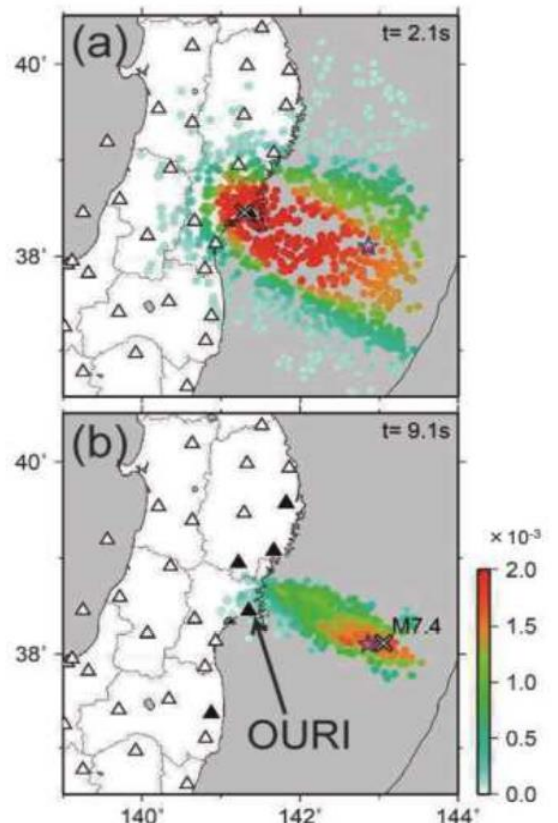 (a)
t= 2.1s
40˚
38˚
(b)
t= 9.1s
40˚
38˚
M7.4
OURI
140˚
142˚
144˚
× 10⁻³
2.0
1.5
1.0
0.5
0.0